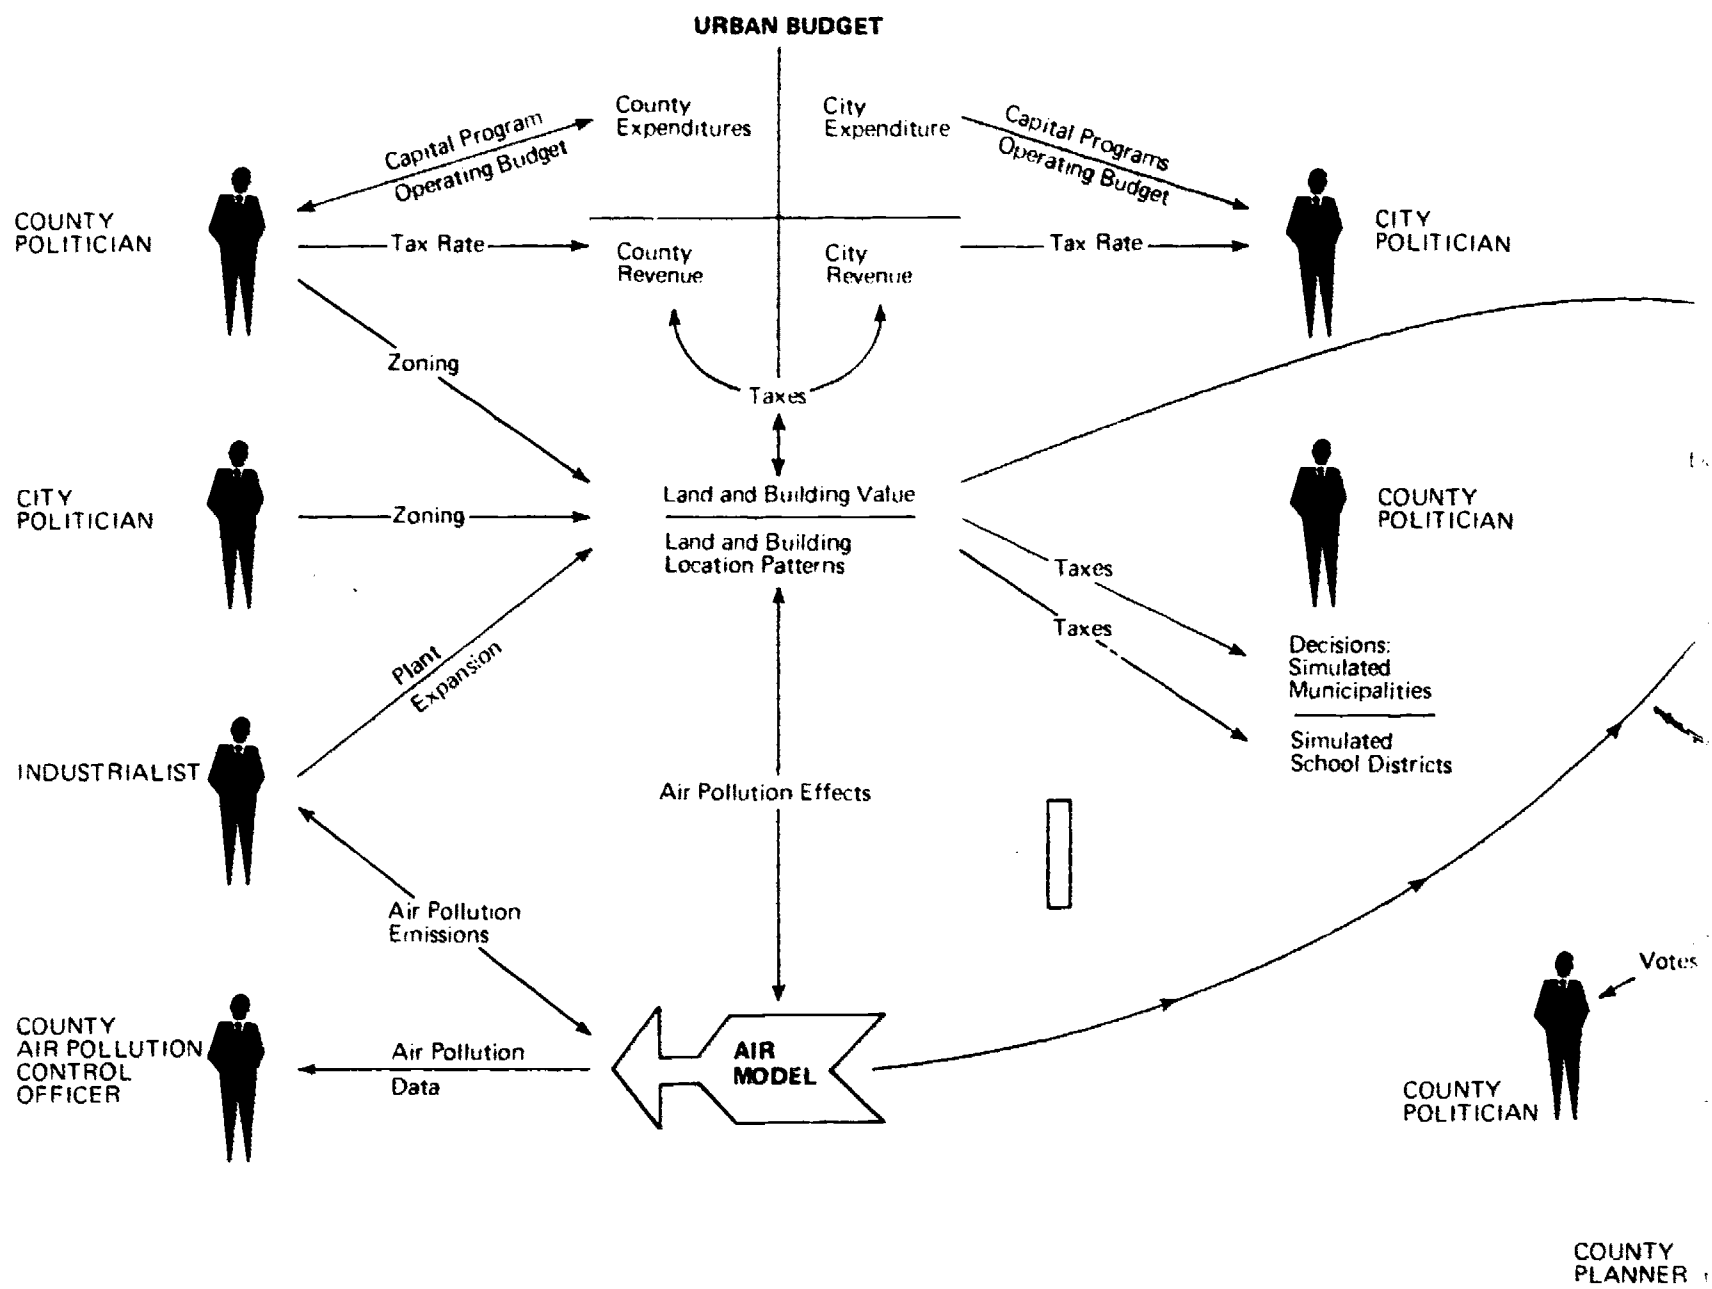 URBAN BUDGET
County
Expenditures
City
Expenditure
Capital Program
Operating Budget
Capital Programs
Operating Budget
COUNTY
POLITICIAN
Tax Rate
County
Revenue
City
Revenue
Tax Rate
CITY
POLITICIAN
Zoning
Taxes
CITY
POLITICIAN
Zoning
Land and Building Value
Land and Building
Location Patterns
COUNTY
POLITICIAN
Taxes
Taxes
Decisions:
Simulated
Municipalities
Simulated
School Districts
Plant
Expansion
INDUSTRIALIST
Air Pollution Effects
Air Pollution
Emissions
COUNTY
AIR POLLUTION
CONTROL
OFFICER
Air Pollution
Data
AIR
MODEL
Votes
COUNTY
POLITICIAN
COUNTY
PLANNER